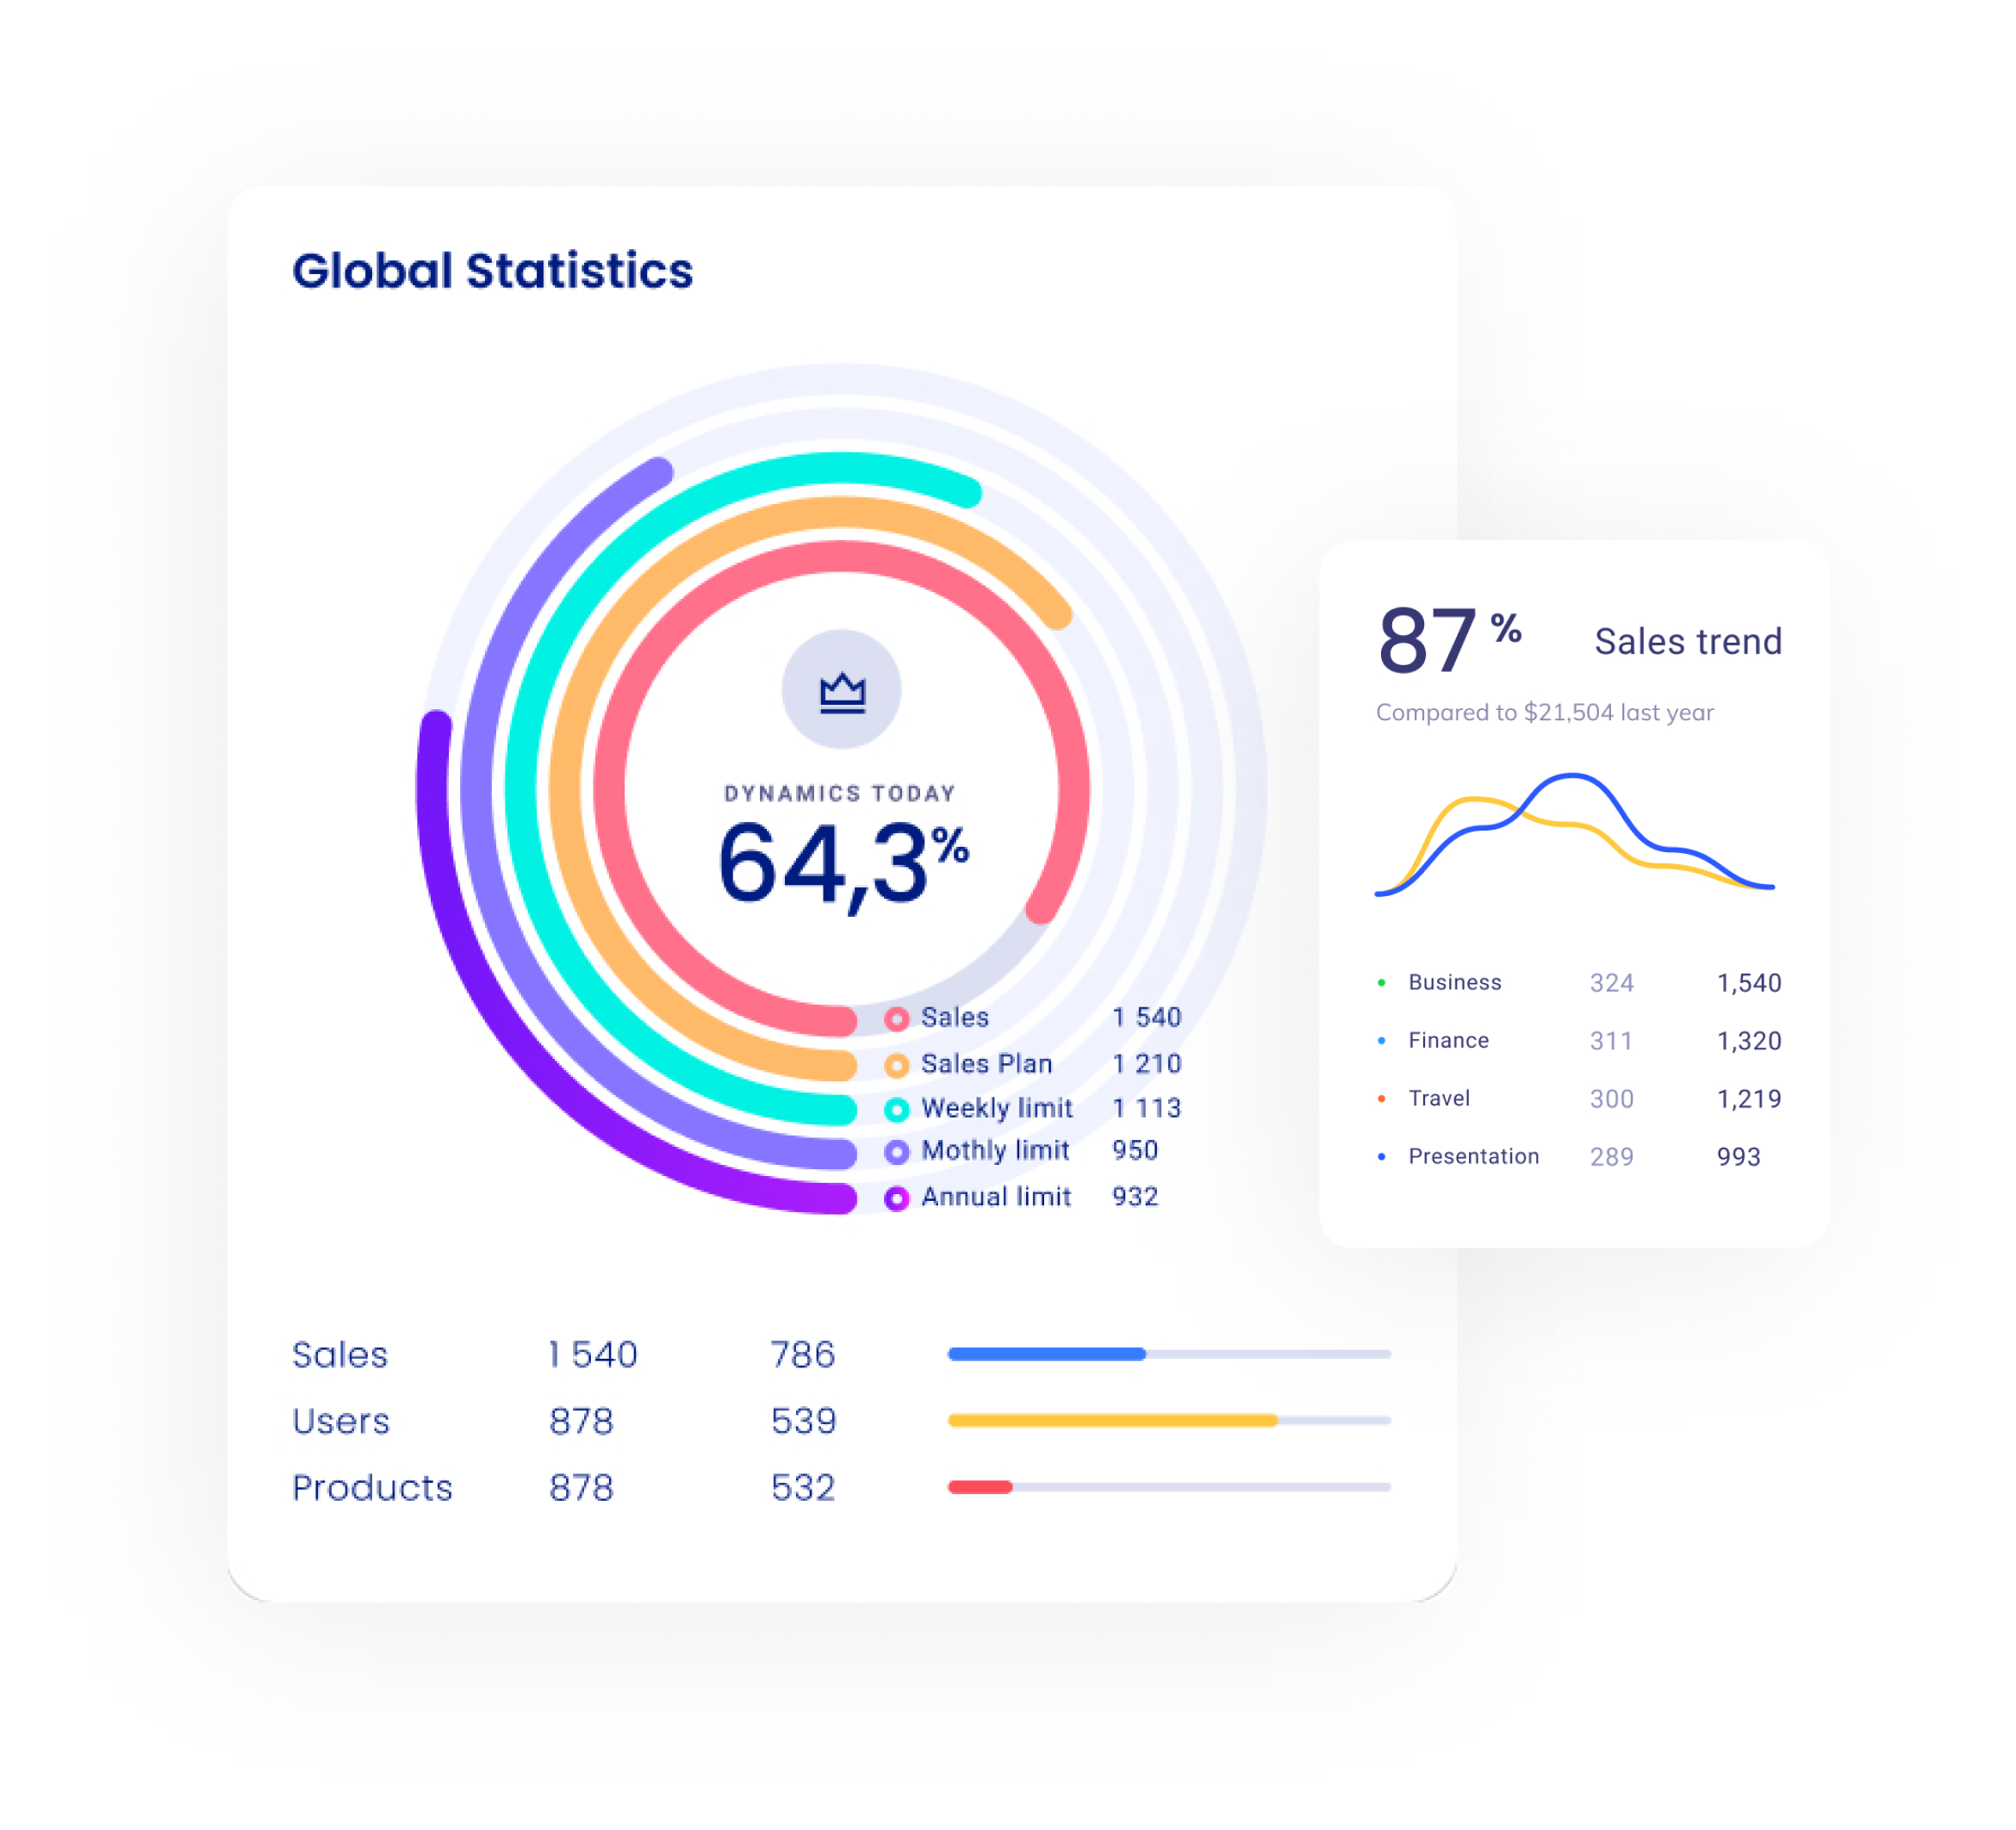 Global Statistics
DYNAMICS TODAY
64,3%
Sales 1 540
Sales Plan 1 210
Weekly limit 1 113
Mothly limit 950
Annual limit 932
Sales 1 540 786
Users 878 539
Products 878 532
87% Sales trend
Compared to $21,504 last year
Business 324 1,540
Finance 311 1,320
Travel 300 1,219
Presentation 289 993